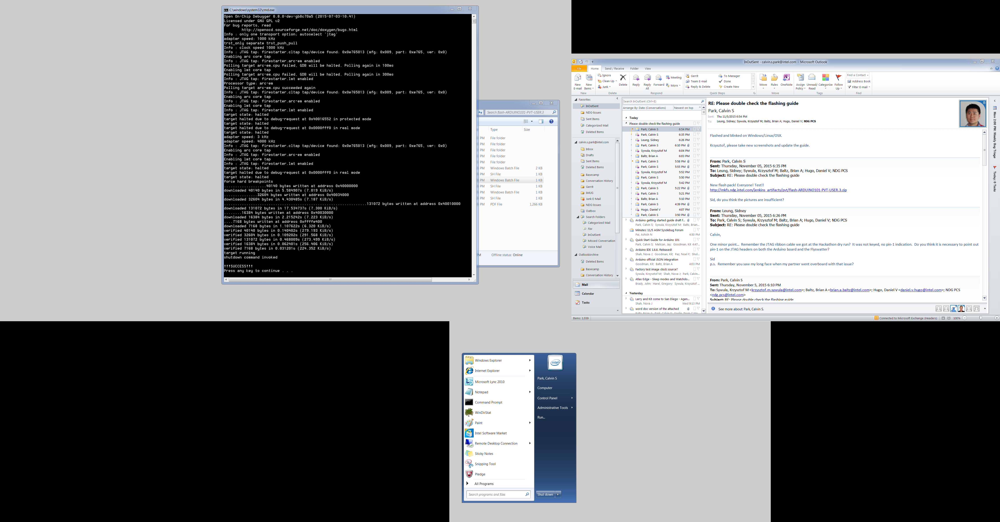 C:\windows\system32\cmd.exe
Open On-Chip Debugger 0.8.0-dev-gb8c70a5 (2015-07-03-10:41)
Licensed under GNU GPL v2
For bug reports, read
http://openocd.sourceforge.net/doc/doxygen/bugs.html
Info : only one transport option; autoselect 'jtag'
adapter speed: 1000 kHz
trst_only separate trst_push_pull
Info : clock speed 1000 kHz
Info : JTAG tap: firestarter.cltap tap/device found: 0x0e765013 (mfg: 0x009, part: 0xe765, ver: 0x0)
Enabling arc core tap
Info : JTAG tap: firestarter.arc-em enabled
Polling target arc-em.cpu failed, GDB will be halted. Polling again in 100ms
Enabling lmt core tap
Polling target arc-em.cpu failed, GDB will be halted. Polling again in 300ms
Info : JTAG tap: firestarter.lmt enabled
Processor type: arc-em
Polling target arc-em.cpu succeeded again
Info : JTAG tap: firestarter.cltap tap/device found: 0x0e765013 (mfg: 0x009, part: 0xe765, ver: 0x0)
Enabling arc core tap
Info : JTAG tap: firestarter.arc-em enabled
Enabling lmt core tap
Info : JTAG tap: firestarter.lmt enabled
target state: halted
target halted due to debug-request at 0x40016552 in protected mode
target state: halted
target halted due to debug-request at 0x0000fff0 in real mode
target state: halted
adapter speed: 3 kHz
adapter speed: 4000 kHz
Info : JTAG tap: firestarter.cltap tap/device found: 0x0e765013 (mfg: 0x009, part: 0xe765, ver: 0x0)
Enabling arc core tap
Info : JTAG tap: firestarter.arc-em enabled
Enabling lmt core tap
Info : JTAG tap: firestarter.lmt enabled
target state: halted
target halted due to debug-request at 0x0000fff0 in real mode
target state: halted
force hard breakpoints
...................40140 bytes written at address 0x40000000
downloaded 40140 bytes in 5.584907s (7.019 KiB/s)
...............32604 bytes written at address 0x40034000
downloaded 32604 bytes in 4.430485s (7.187 KiB/s)
................................................................131072 bytes written at address 0x40010000
downloaded 131072 bytes in 17.534737s (7.300 KiB/s)
........16384 bytes written at address 0x40030000
downloaded 16384 bytes in 2.215242s (7.223 KiB/s)
....7168 bytes written at address 0xffffe400
downloaded 7168 bytes in 1.107622s (6.320 KiB/s)
verified 40140 bytes in 0.140402s (279.193 KiB/s)
verified 32604 bytes in 0.109202s (291.568 KiB/s)
verified 131072 bytes in 0.468009s (273.499 KiB/s)
verified 16384 bytes in 0.062401s (256.406 KiB/s)
verified 7168 bytes in 0.031201s (224.352 KiB/s)
target running
shutdown command invoked
!!!SUCCESS!!!
Press any key to continue . . .
Search flash-ARDUINO101-PVT-USER.3
Type Size
PM File folder
PM File folder
PM File folder
PM File folder
PM File folder
PM Windows Batch File 2 KB
PM SH File 1 KB
PM Windows Batch File 1 KB
PM SH File 1 KB
PM Windows Batch File 1 KB
PM SH File 1 KB
PM PDF File 1,266 KB
M Offline status: Online
InOutSent - calvin.s.park@intel.com - Microsoft Outlook
File Home Send / Receive Folder View
New E-mail
New Items
New
Ignore
Clean Up
Junk
Delete
Delete
Reply
Reply All
Forward
Meeting
More
Respond
Gerrit
Team E-mail
Reply & Delete
To Manager
Done
Create New
Quick Steps
Move
Rules
OneNote
Move
Assign Policy
Unread/ Read
Categorize
Follow Up
Tags
Find a Contact
Address Book
Filter E-mail
Find
Favorites
InOutSent
NDG-Issues
Sent Items
Categorized Mail
Deleted Items
calvin.s.park@intel.com
Inbox
Drafts
Sent Items
Deleted Items
Basecamp
Conversation History
Gerrit
iMUG
Junk E-Mail
NDG-Issues
Outbox
Search Folders
Categorized Mail
Fax
InOutSent
Missed Conversation
Voice Mail
OutlookArchive
Deleted Items
Basecamp
Conversation History
Mail
Calendar
Tasks
Search InOutSent (Ctrl+E)
Arrange By: Date (Conversations) Newest on top
Today
Please double check the flashing guide
Park, Calvin S 6:54 PM
Park, Calvin S 6:35 PM
Leung, Sidney 6:26 PM
Park, Calvin S 6:10 PM
Sywula, Krzysztof M 6:04 PM
Baltz, Brian A 6:03 PM
Park, Calvin S 5:58 PM
Park, Calvin S 5:55 PM
Sywula, Krzysztof M 5:52 PM
Park, Calvin S 5:50 PM
Sywula, Krzysztof M 5:42 PM
Park, Calvin S 5:22 PM
Park, Calvin S 5:21 PM
Baltz, Brian A 5:10 PM
Park, Calvin S 4:39 PM
Hugo, Daniel V 4:07 PM
Park, Calvin S 3:50 PM
Arduino getting started guide draft f...
Park, Calvin S; Sywula, Krzysztof M; Baltz, Brian...
Minutes: 11/5 AGM Sysdebug Forum
Pai, Ashish N 4:50 PM
Quick Start Guide for Arduino 101
Park, Calvin S; Melican, Jay; Goodman, Kit 4:47...
Arduino IDE 1.6.6. Released!
Shah, Nova J; Goodman, Kit; Paz, Noel F; Shol...
Arduino official JSON integration
Goodman, Kit; Baltz, Brian A 4:03 PM
Factory test image clock source?
Sywula, Krzysztof M; Shah, Nova J; Park, Calvin...
Atlas Edge - Sleep modes and Watchdo...
Brady, John; Harel, Gregory; Sywula, Krzysztof ...
Yesterday
Larry and Kit come to San Diego - Agen...
Shah, Nova J Wed 9:13 PM
word doc version of the attached
RE: Please double check the flashing guide
Park, Calvin S
Sent: Thu 11/5/2015 6:54 PM
To: Leung, Sidney; Sywula, Krzysztof M; Baltz, Brian A; Hugo, Daniel V; NDG PCS
Flashed and blinked on Windows/Linux/OSX.
Krzysztof, please take new screenshots and update the guide.
From: Park, Calvin S
Sent: Thursday, November 05, 2015 6:35 PM
To: Leung, Sidney; Sywula, Krzysztof M; Baltz, Brian A; Hugo, Daniel V; NDG PCS
Subject: RE: Please double check the flashing guide
New flash pack! Everyone! Test!!
http://mkfs.ndg.intel.com/jenkins_artifacts/pvt/flash-ARDUINO101-PVT-USER.3.zip
Sid, do you think the pictures are insufficient?
From: Leung, Sidney
Sent: Thursday, November 05, 2015 6:26 PM
To: Park, Calvin S; Sywula, Krzysztof M; Baltz, Brian A; Hugo, Daniel V; NDG PCS
Subject: RE: Please double check the flashing guide
Calvin,
One minor point... Remember the JTAG ribbon cable we got at the Hackathon dry run? It was not keyed, no pin-1 indication. Do you think it is necessary to point out
pin-1 on the JTAG headers on both the Arduino board and the Flyswatter?
Sid
p.s. Remember you saw my long face when my partner went overboard with that issue?
From: Park, Calvin S
Sent: Thursday, November 5, 2015 6:10 PM
To: Sywula, Krzysztof M <krzysztof.m.sywula@intel.com>; Baltz, Brian A <brian.a.baltz@intel.com>; Hugo, Daniel V <daniel.v.hugo@intel.com>; NDG PCS
<ndg.pcs@intel.com>
Subject: RE: Please double check the flashing guide
See more about: Park, Calvin S.
Mon 2:00 PM: Weekly Bug Triage
Today: 0 Tasks
Items: 1,039
Connected to Microsoft Exchange (Headers) 100%
Windows Explorer
Internet Explorer
Microsoft Lync 2010
Notepad
Command Prompt
WinDirStat
Paint
Intel Software Market
Remote Desktop Connection
Sticky Notes
Snipping Tool
Pledge
All Programs
Search programs and files
intel
Park, Calvin S
Computer
Control Panel
Administrative Tools
Run...
Shut down